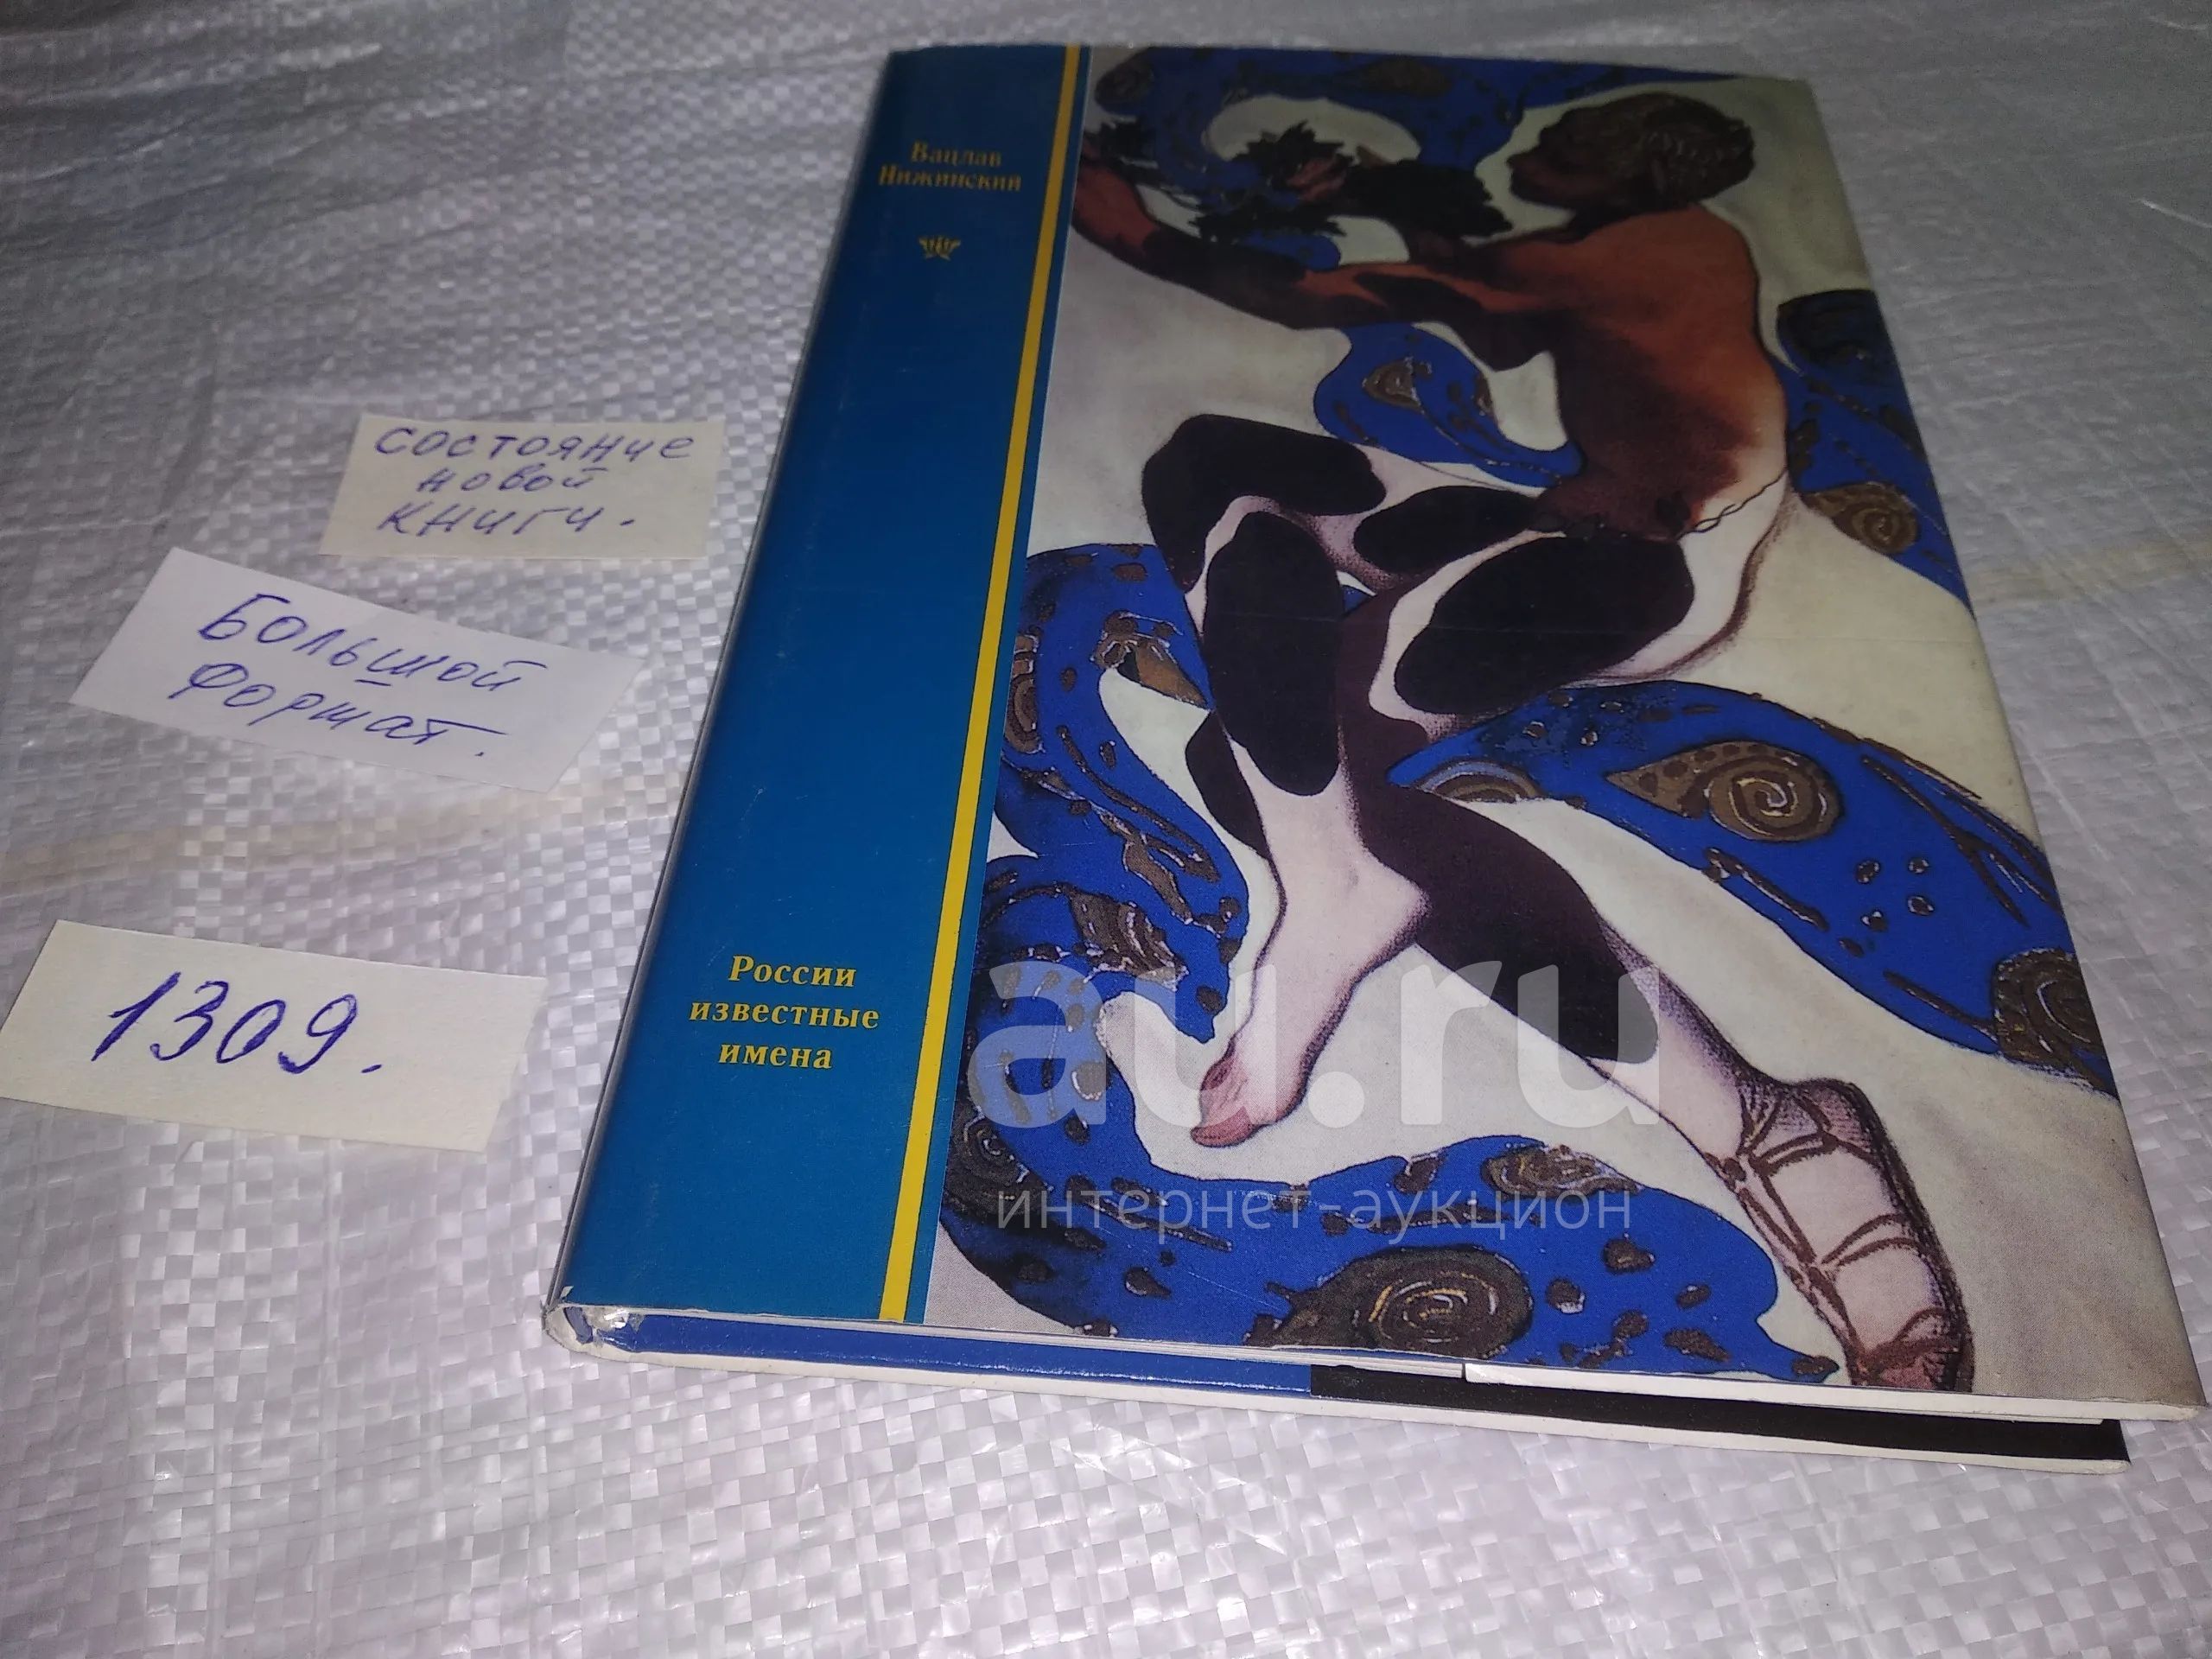 Вацлав
Нижинский
состояние
новой
книги.
Большой
формат.
1309.
России
известные
имена
au.ru
интернет-аукцион